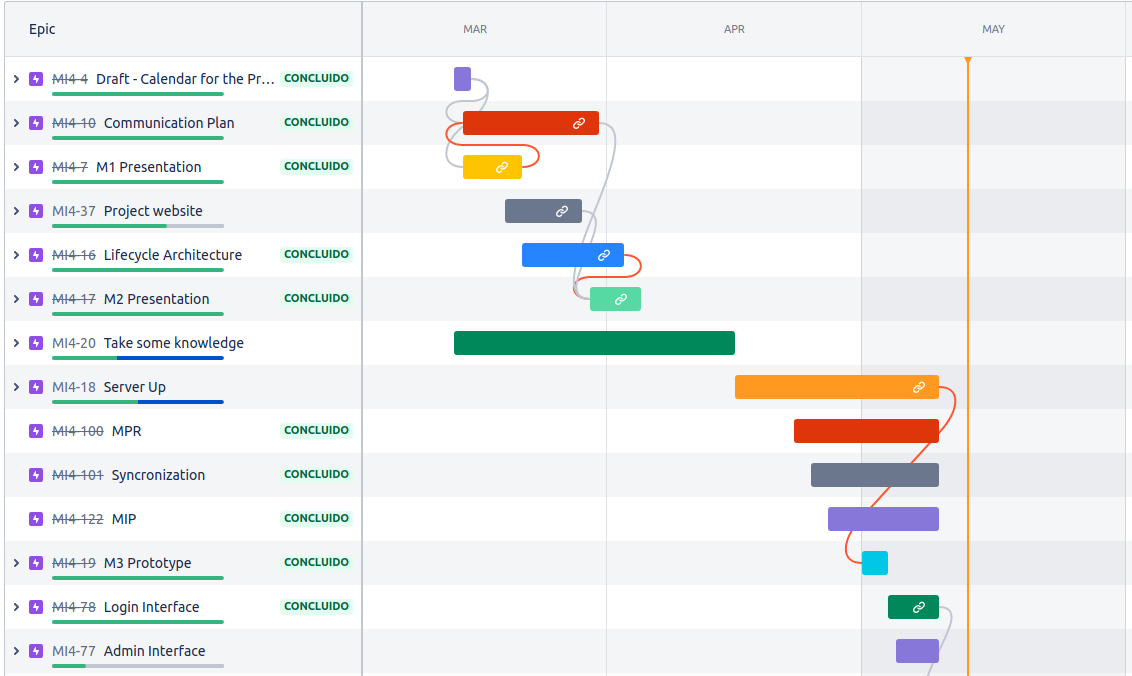 Epic MAR APR MAY
MI4-4 Draft - Calendar for the Pr... CONCLUIDO
MI4-10 Communication Plan CONCLUIDO
MI4-7 M1 Presentation CONCLUIDO
MI4-37 Project website
MI4-16 Lifecycle Architecture CONCLUIDO
MI4-17 M2 Presentation CONCLUIDO
MI4-20 Take some knowledge
MI4-18 Server Up
MI4-100 MPR CONCLUIDO
MI4-101 Syncronization CONCLUIDO
MI4-122 MIP CONCLUIDO
MI4-19 M3 Prototype CONCLUIDO
MI4-78 Login Interface CONCLUIDO
MI4-77 Admin Interface